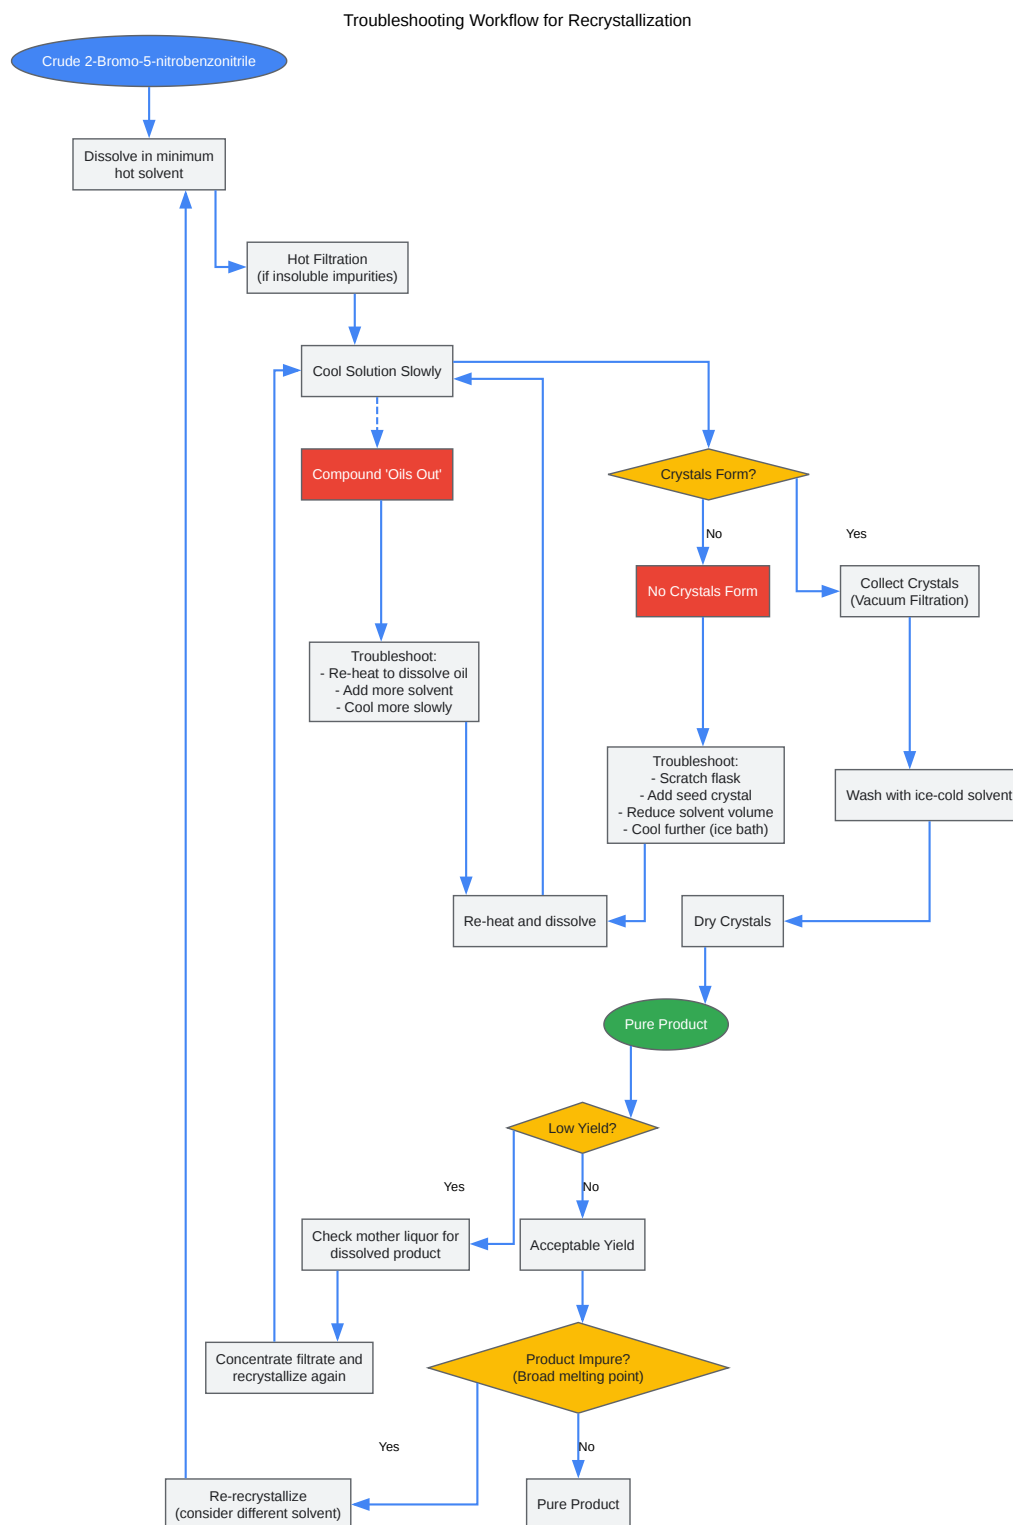 Troubleshooting Workflow for Recrystallization
Crude 2-Bromo-5-nitrobenzonitrile
Dissolve in minimum
hot solvent
Hot Filtration
(if insoluble impurities)
Cool Solution Slowly
Compound 'Oils Out'
Crystals Form?
No
Yes
No Crystals Form
Collect Crystals
(Vacuum Filtration)
Troubleshoot:
- Re-heat to dissolve oil
- Add more solvent
- Cool more slowly
Troubleshoot:
- Scratch flask
- Add seed crystal
- Reduce solvent volume
- Cool further (ice bath)
Wash with ice-cold solvent
Re-heat and dissolve
Dry Crystals
Pure Product
Low Yield?
Yes
No
Check mother liquor for
dissolved product
Acceptable Yield
Concentrate filtrate and
recrystallize again
Product Impure?
(Broad melting point)
Yes
No
Re-recrystallize
(consider different solvent)
Pure Product